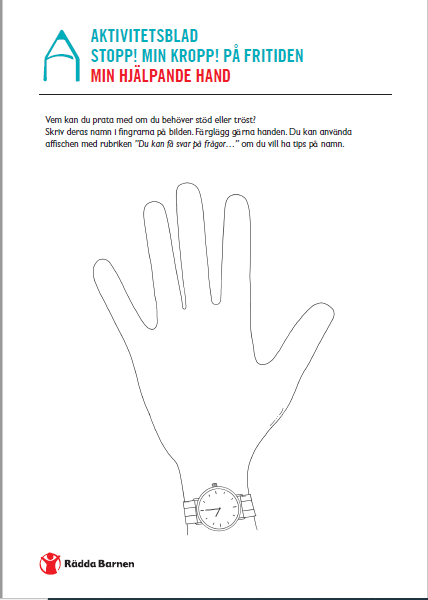 AKTIVITETSBLAD
STOPP! MIN KROPP! PÅ FRITIDEN
MIN HJÄLPANDE HAND
Vem kan du prata med om du behöver stöd eller tröst?
Skriv deras namn i fingrarna på bilden. Färglägg gärna handen. Du kan använda
affischen med rubriken "Du kan få svar på frågor…" om du vill ha tips på namn.
Rädda Barnen